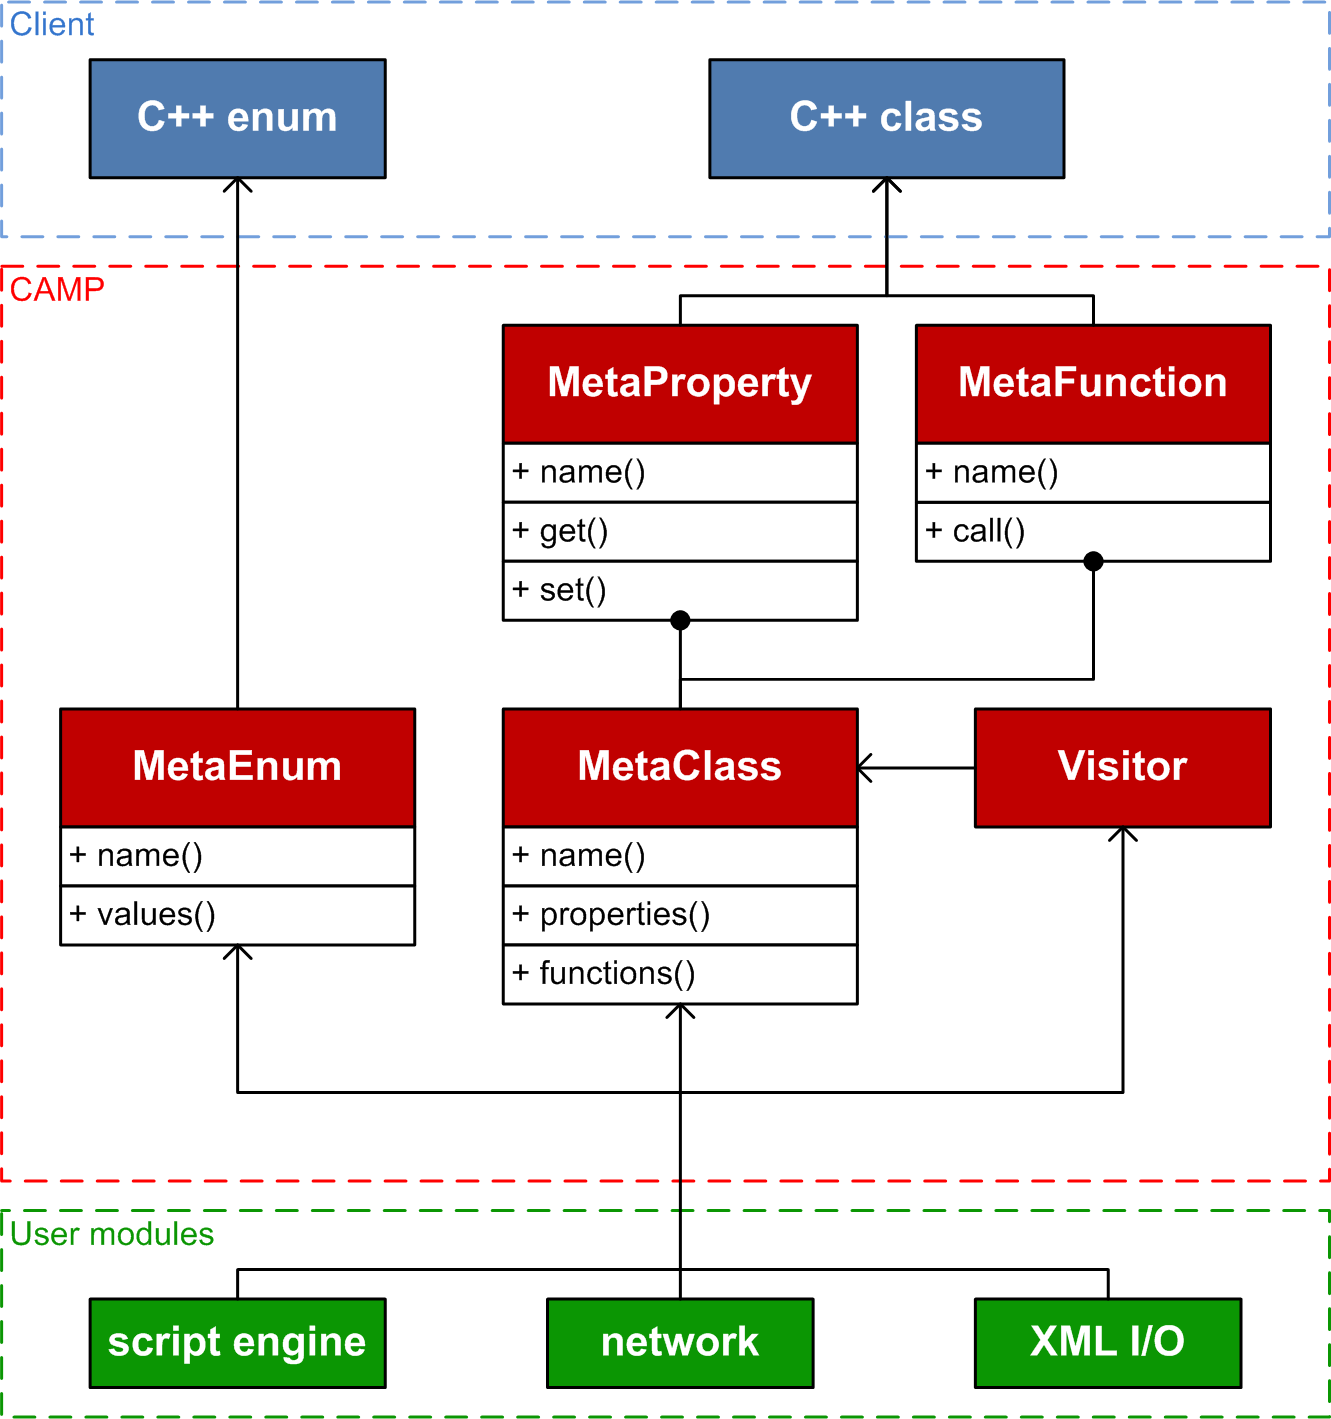 Client
C++ enum
C++ class
CAMP
MetaProperty
+ name()
+ get()
+ set()
MetaFunction
+ name()
+ call()
MetaEnum
+ name()
+ values()
MetaClass
+ name()
+ properties()
+ functions()
Visitor
User modules
script engine
network
XML I/O